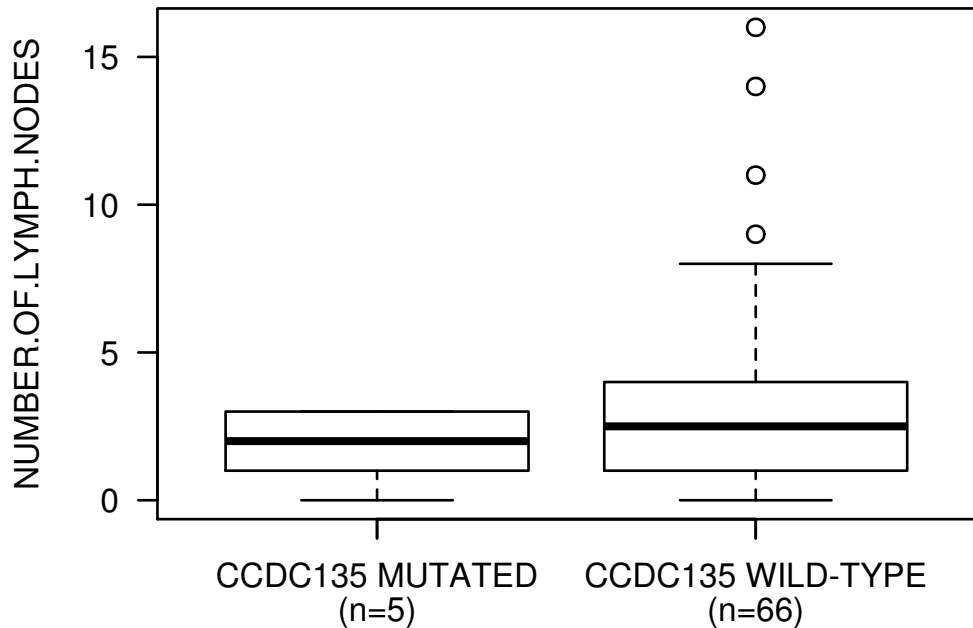 NUMBER.OF.LYMPH.NODES
15
10
5
0
CCDC135 MUTATED
(n=5)
CCDC135 WILD-TYPE
(n=66)